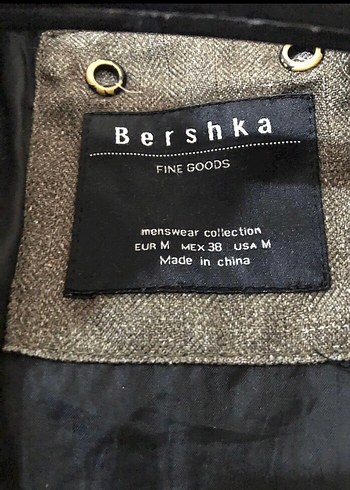 Bershka
FINE GOODS
menswear collection
EUR M MEX 38 USA M
Made in china